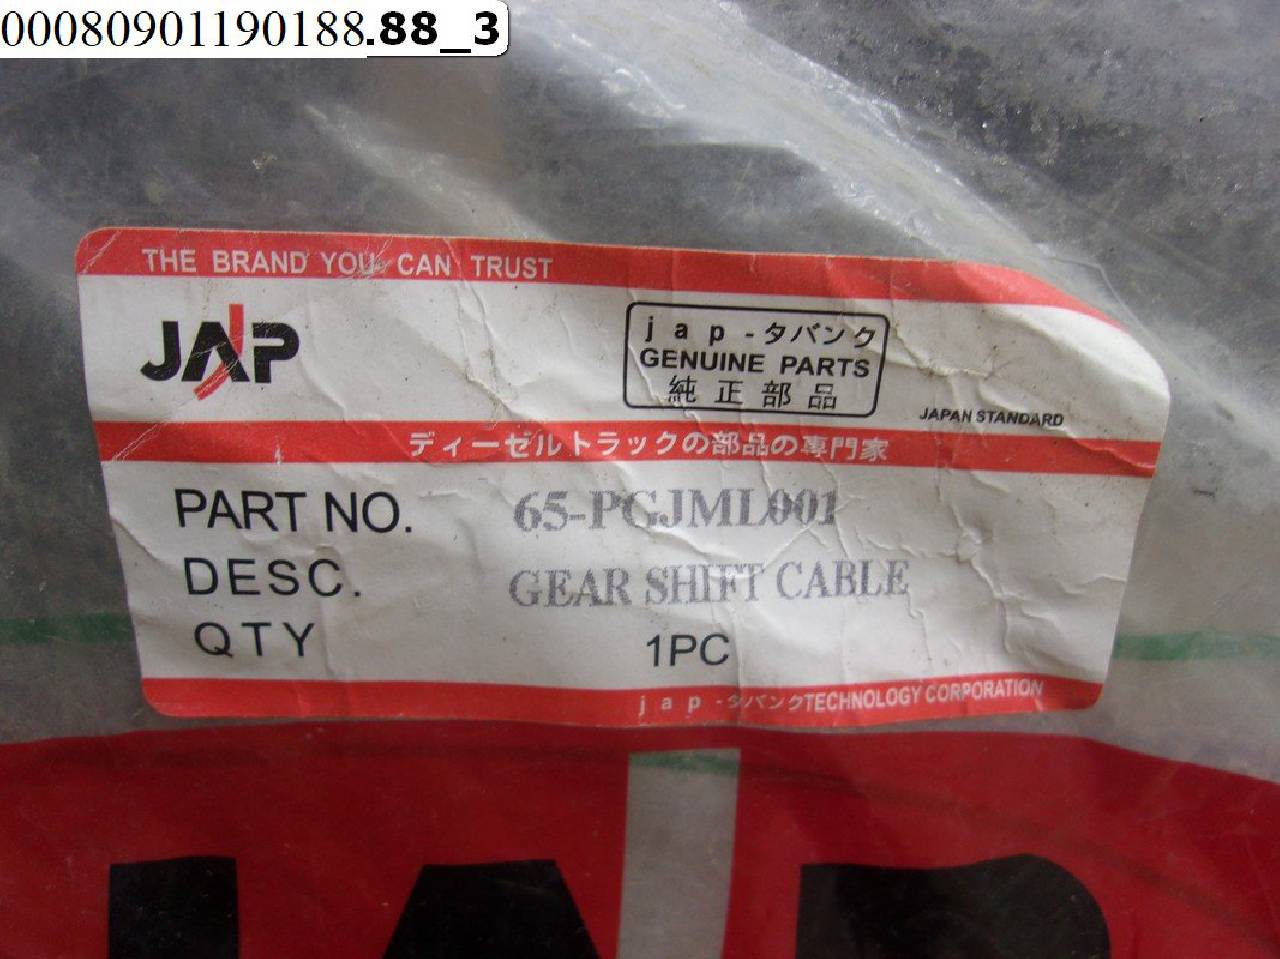 00080901190188.88_3
THE BRAND YOU CAN TRUST
JAP
jap-タバンク
GENUINE PARTS
純正部品
JAPAN STANDARD
ディーゼルトラックの部品の専門家
PART NO. 65-PGJML001
DESC. GEAR SHIFT CABLE
QTY 1PC
jap-タバンクTECHNOLOGY CORPORATION